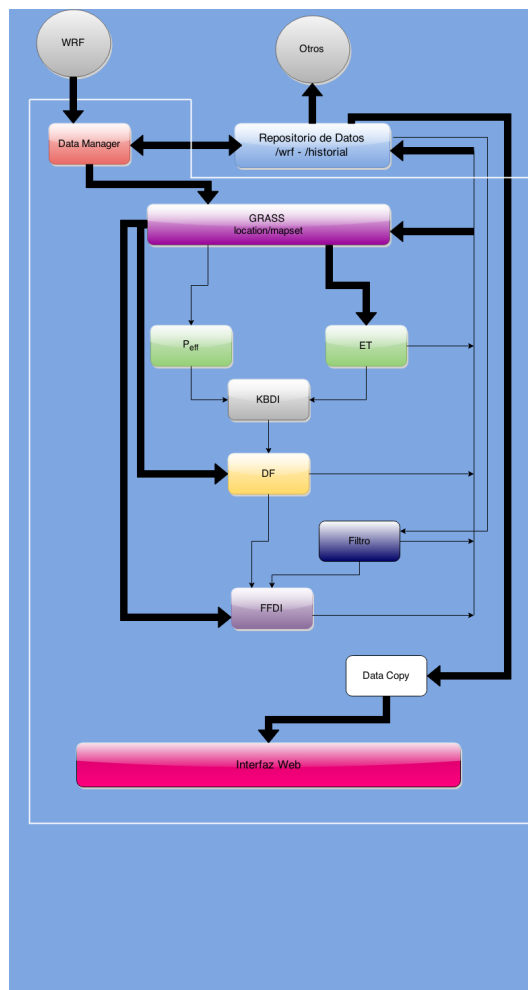 WRF
Otros
Data Manager
Repositorio de Datos
/wrf - /historial
GRASS
location/mapset
Peff
ET
KBDI
DF
Filtro
FFDI
Data Copy
Interfaz Web